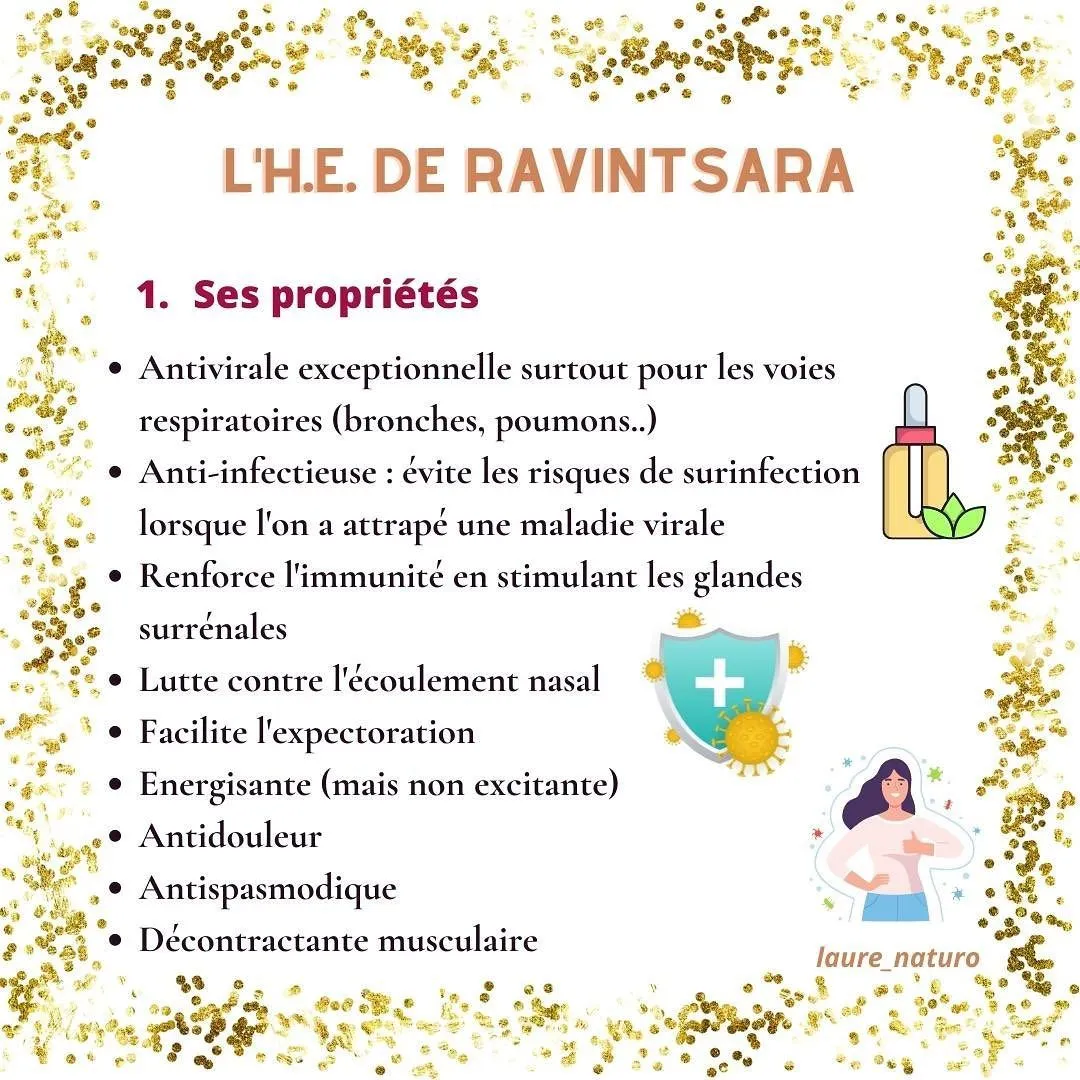 L'H.E. DE RAVINTSARA
1. Ses propriétés
• Antivirale exceptionnelle surtout pour les voies
respiratoires (bronches, poumons..)
• Anti-infectieuse : évite les risques de surinfection
lorsque l'on a attrapé une maladie virale
• Renforce l'immunité en stimulant les glandes
surrénales
• Lutte contre l'écoulement nasal
• Facilite l'expectoration
• Energisante (mais non excitante)
• Antidouleur
• Antispasmodique
• Décontractante musculaire
laure_naturo